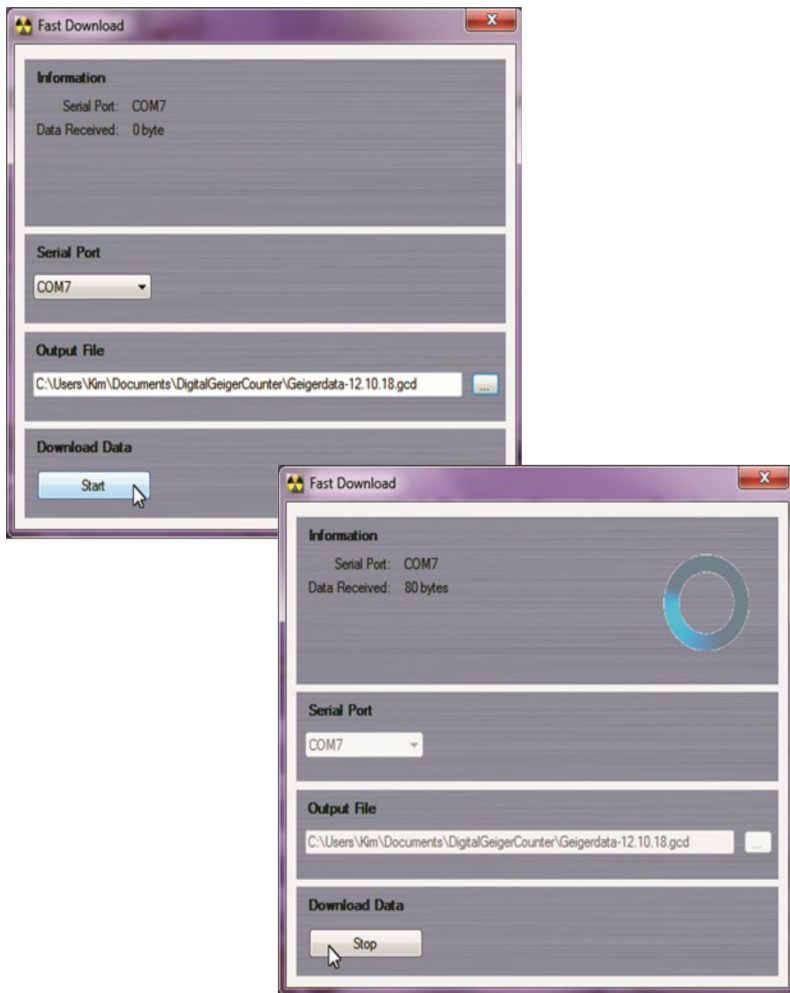 Fast Download
Information
Serial Port: COM7
Data Received: 0 byte
Serial Port
COM7
Output File
C:\Users\Kim\Documents\DigitalGeigerCounter\Geigerdata-12.10.18.gcd
...
Download Data
Start
Fast Download
Information
Serial Port: COM7
Data Received: 80 bytes
Serial Port
COM7
Output File
C:\Users\Kim\Documents\DigitalGeigerCounter\Geigerdata-12.10.18.gcd
...
Download Data
Stop